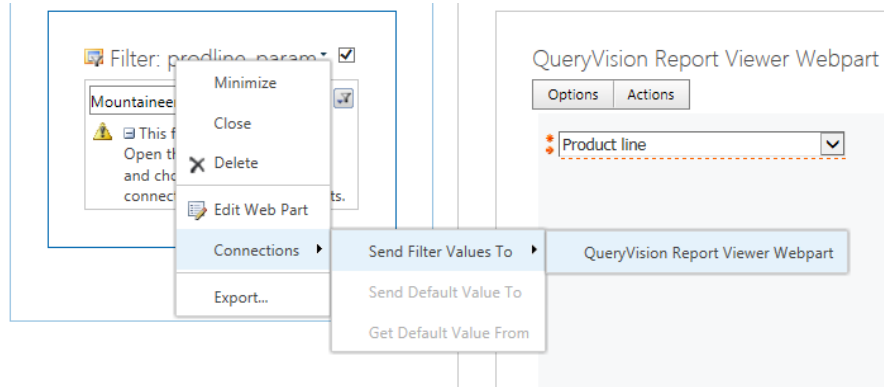 Filter: prodline_param
QueryVision Report Viewer Webpart
Minimize
Options Actions
Mountaineer
Close
This f
Product line
Open th
Delete
and cho
connec
ts.
Edit Web Part
Connections
Send Filter Values To
QueryVision Report Viewer Webpart
Export...
Send Default Value To
Get Default Value From